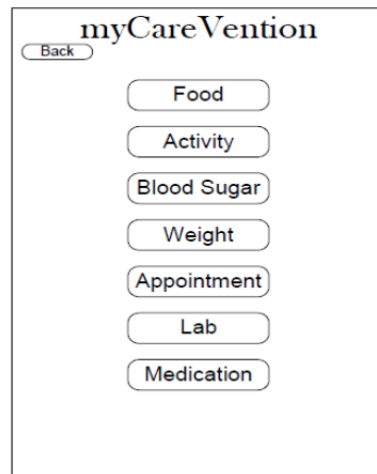 myCareVention
Back
Food
Activity
Blood Sugar
Weight
Appointment
Lab
Medication